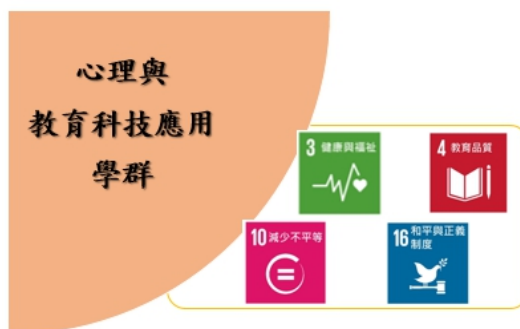 心理與
教育科技應用
學群
3 健康與福祉
4 教育品質
10 減少不平等
16 和平與正義
制度